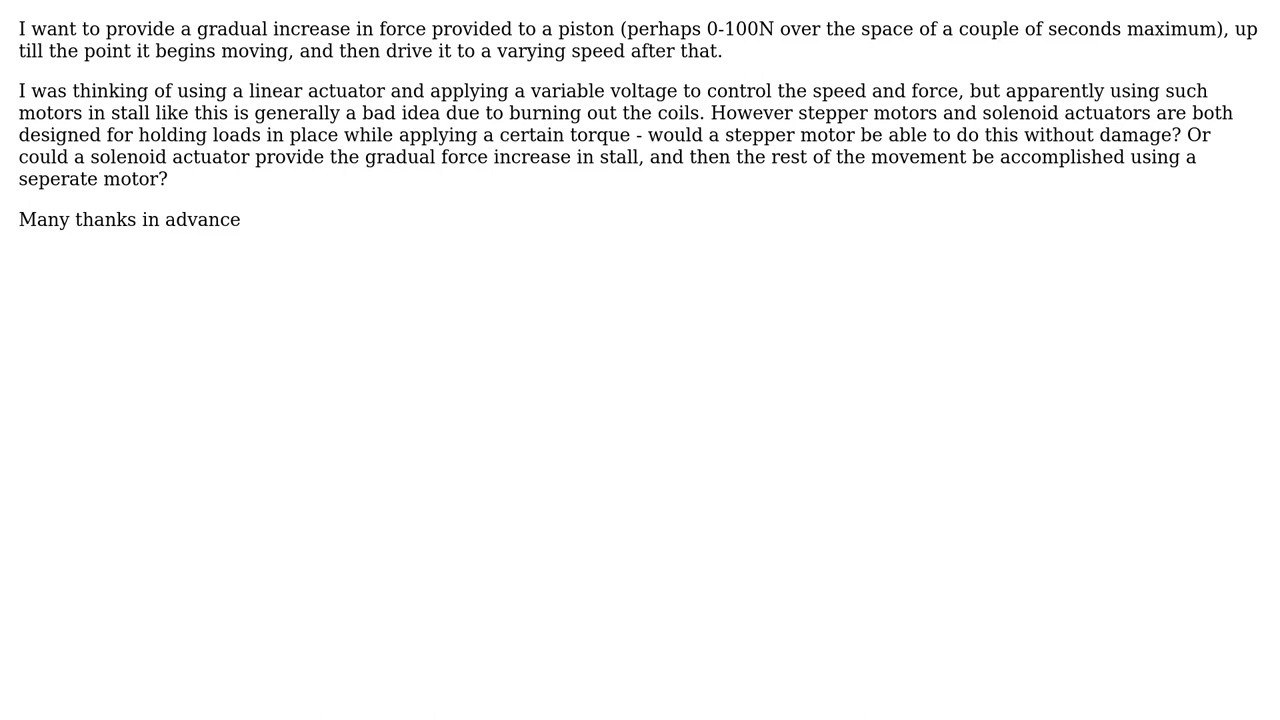 I want to provide a gradual increase in force provided to a piston (perhaps 0-100N over the space of a couple of seconds maximum), up
till the point it begins moving, and then drive it to a varying speed after that.
I was thinking of using a linear actuator and applying a variable voltage to control the speed and force, but apparently using such
motors in stall like this is generally a bad idea due to burning out the coils. However stepper motors and solenoid actuators are both
designed for holding loads in place while applying a certain torque - would a stepper motor be able to do this without damage? Or
could a solenoid actuator provide the gradual force increase in stall, and then the rest of the movement be accomplished using a
seperate motor?
Many thanks in advance